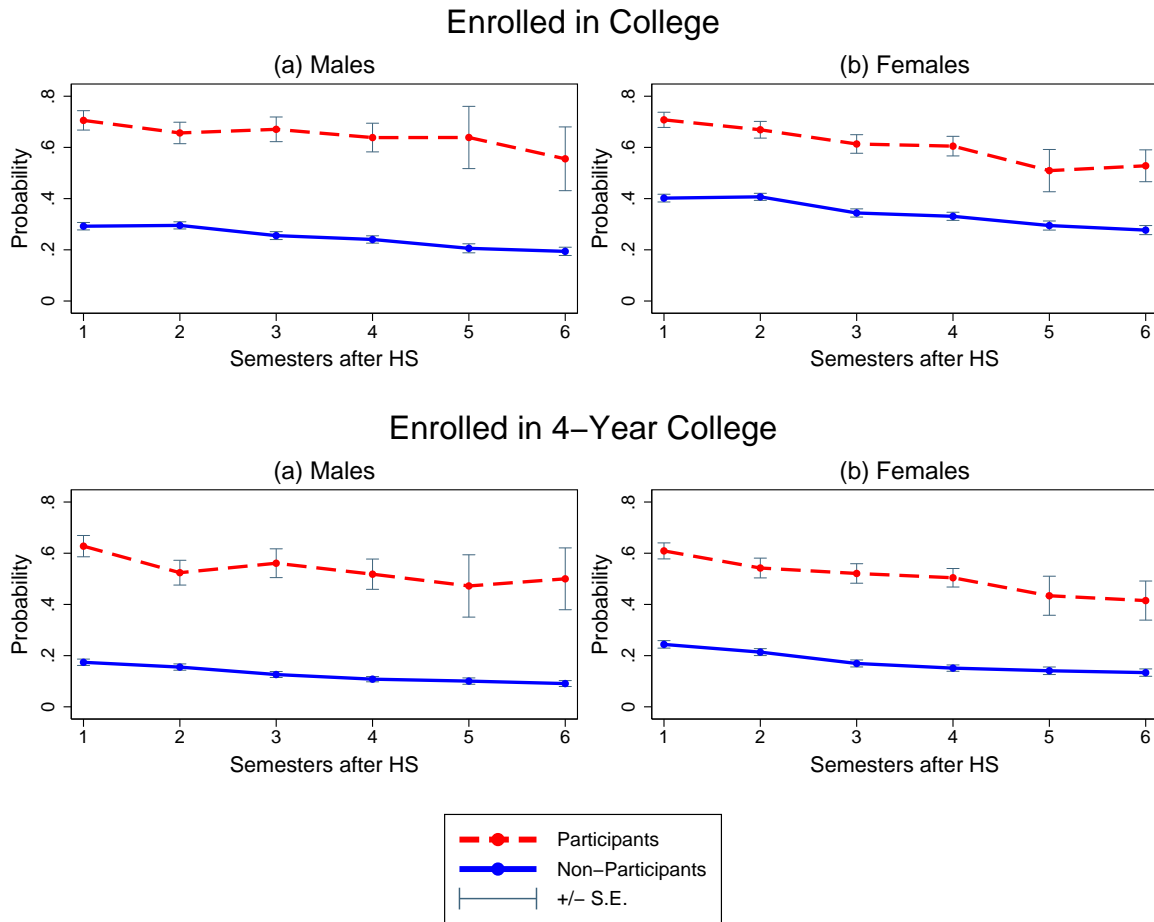 Enrolled in College
(a) Males
(b) Females
Probability
.8
.6
.4
.2
0
1 2 3 4 5 6
Semesters after HS
Probability
.8
.6
.4
.2
0
1 2 3 4 5 6
Semesters after HS
Enrolled in 4−Year College
(a) Males
(b) Females
Probability
.8
.6
.4
.2
0
1 2 3 4 5 6
Semesters after HS
Probability
.8
.6
.4
.2
0
1 2 3 4 5 6
Semesters after HS
Participants
Non−Participants
+/− S.E.